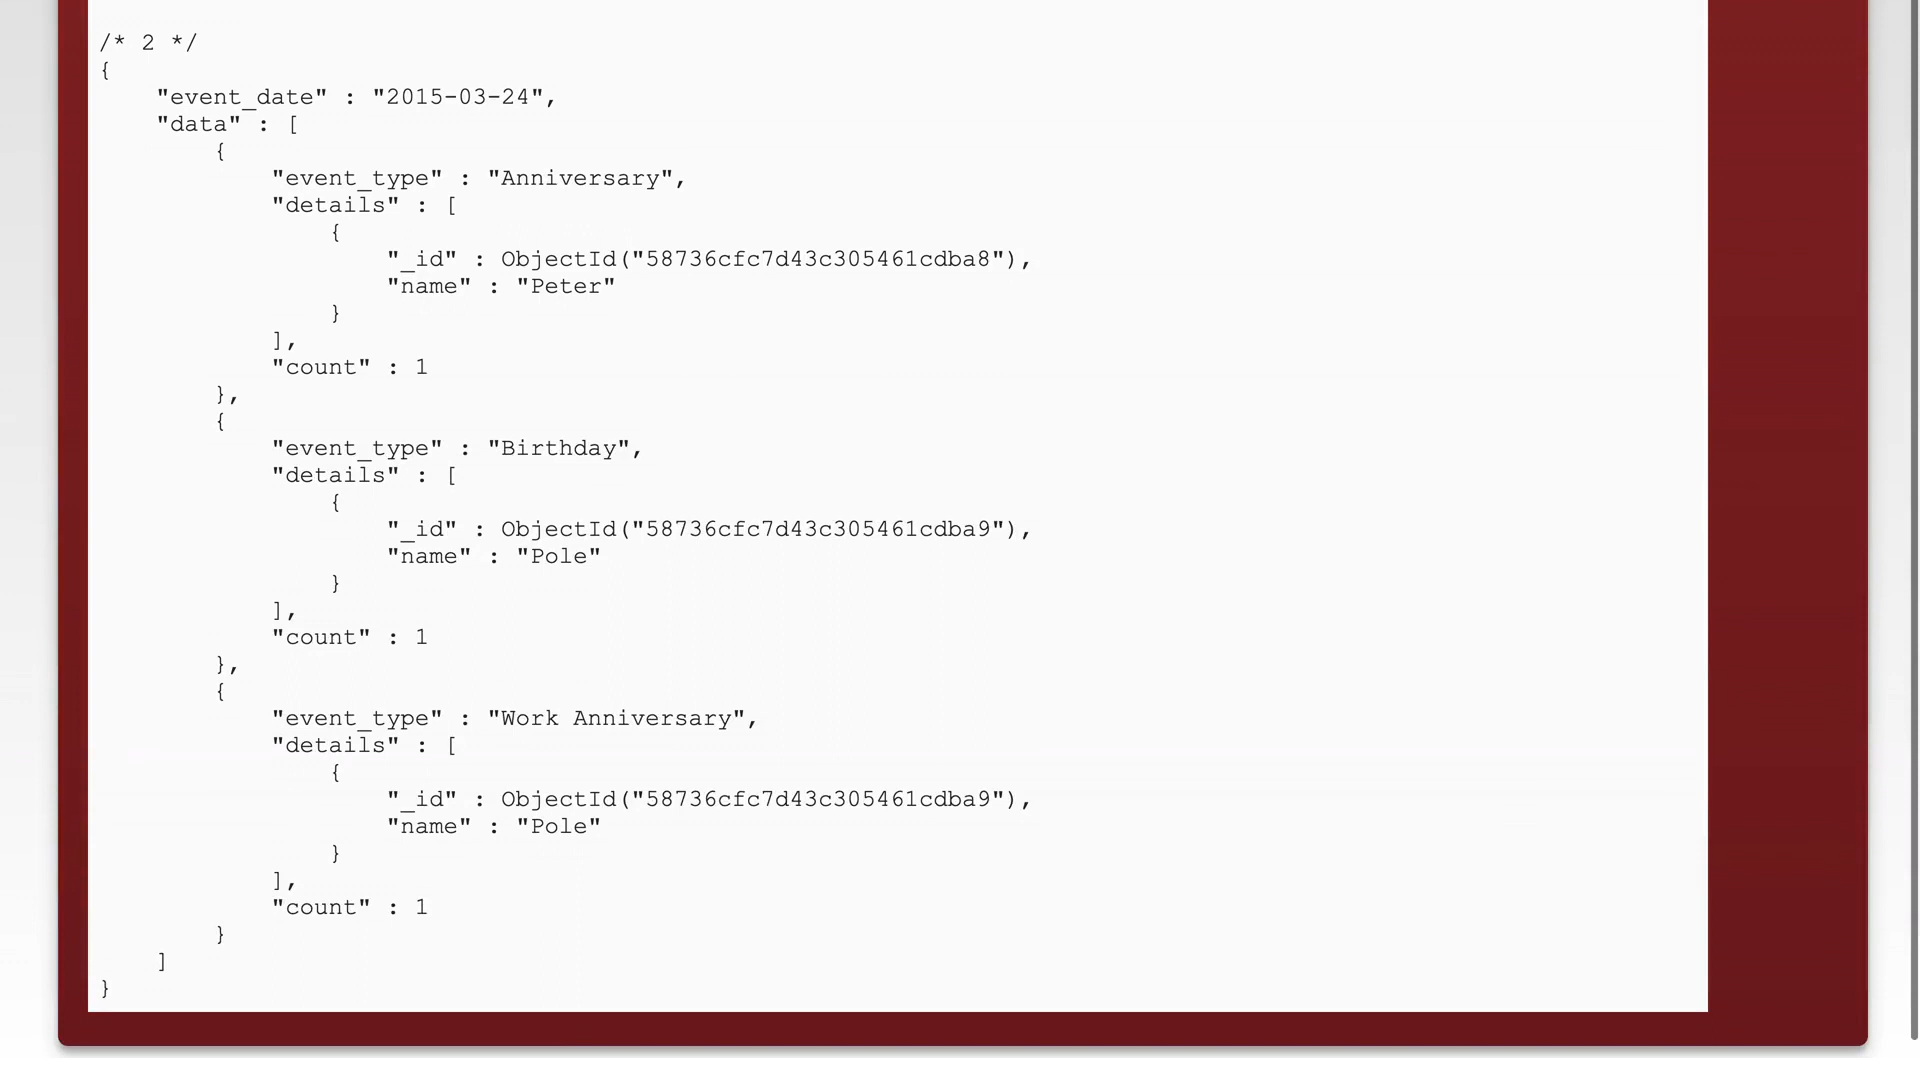 /* 2 */
{
    "event_date" : "2015-03-24",
    "data" : [
        {
            "event_type" : "Anniversary",
            "details" : [
                {
                    "_id" : ObjectId("58736cfc7d43c305461cdba8"),
                    "name" : "Peter"
                }
            ],
            "count" : 1
        },
        {
            "event_type" : "Birthday",
            "details" : [
                {
                    "_id" : ObjectId("58736cfc7d43c305461cdba9"),
                    "name" : "Pole"
                }
            ],
            "count" : 1
        },
        {
            "event_type" : "Work Anniversary",
            "details" : [
                {
                    "_id" : ObjectId("58736cfc7d43c305461cdba9"),
                    "name" : "Pole"
                }
            ],
            "count" : 1
        }
    ]
}